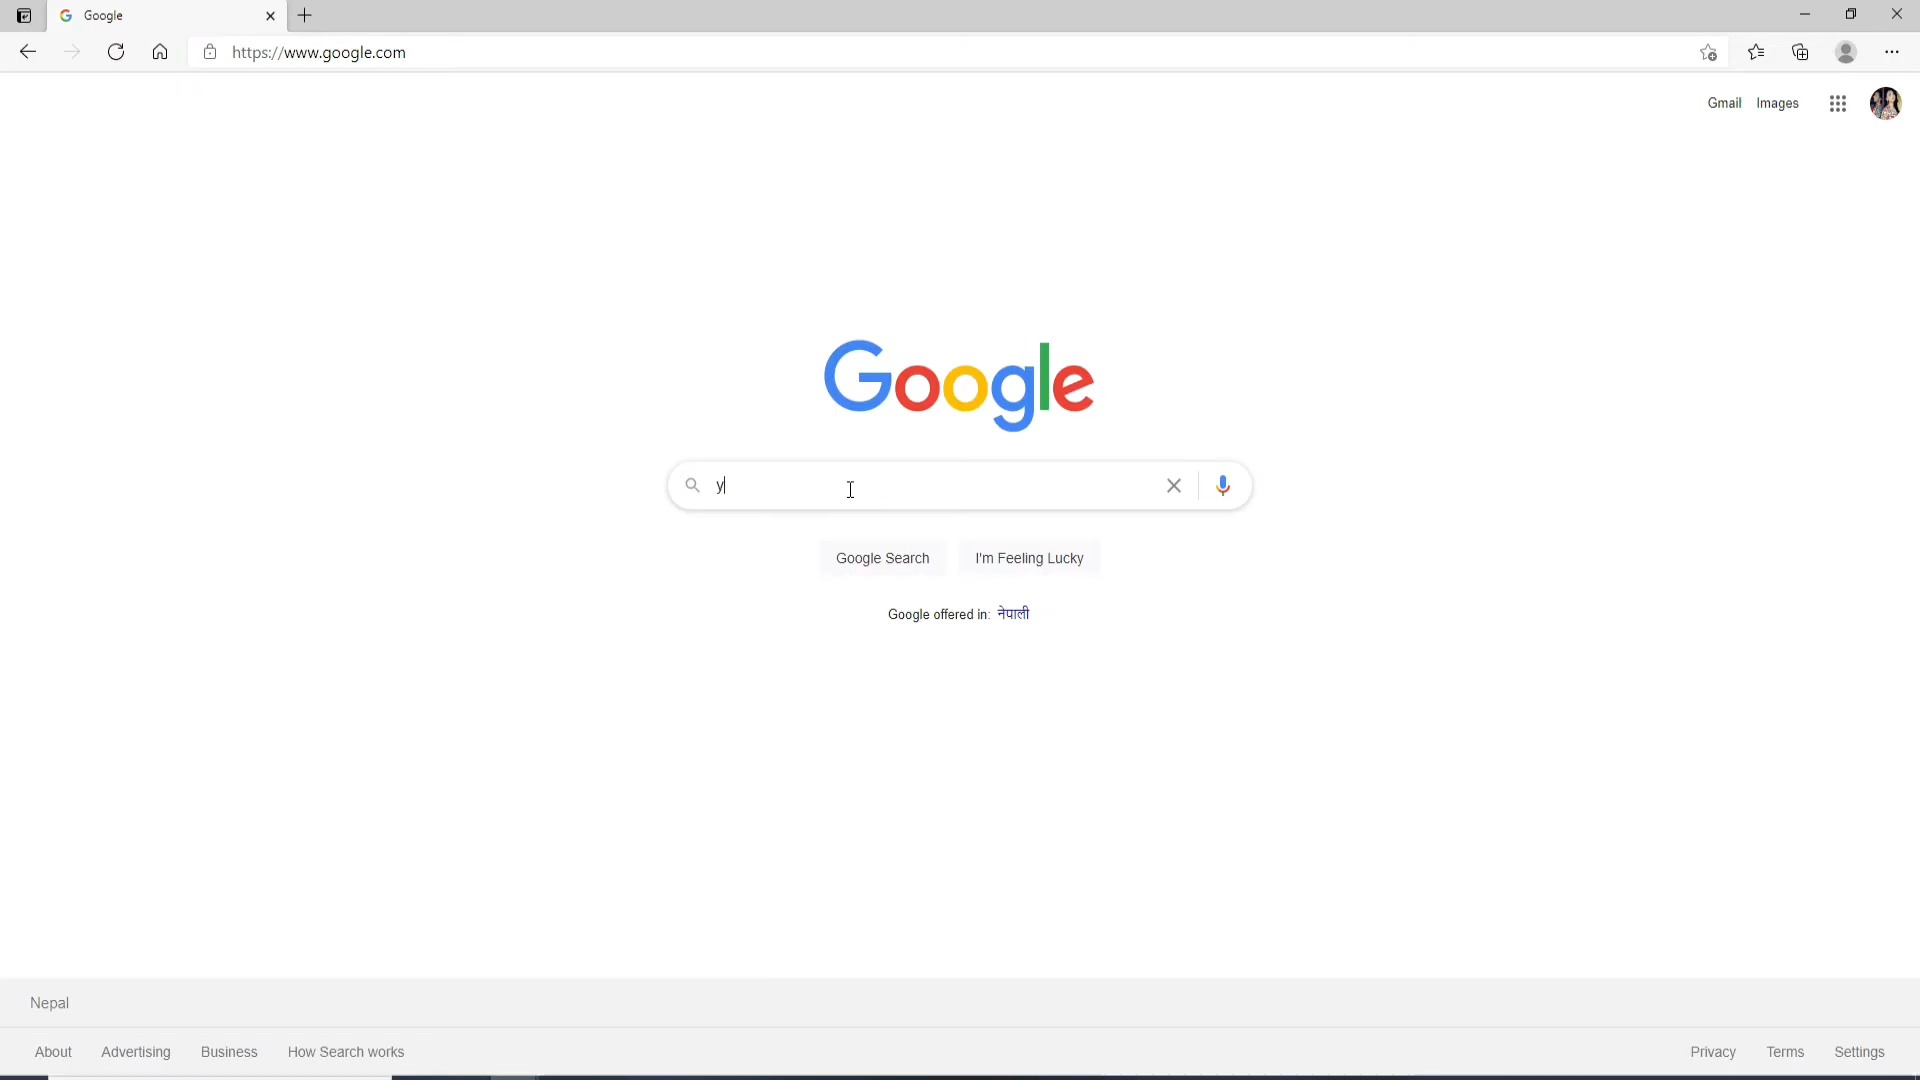 Google
https://www.google.com
Gmail Images
Google
y
Google Search I'm Feeling Lucky
Google offered in: नेपाली
Nepal
About Advertising Business How Search works
Privacy Terms Settings